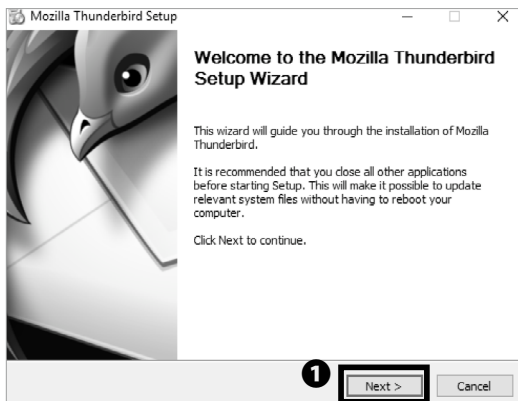 Mozilla Thunderbird Setup
Welcome to the Mozilla Thunderbird
Setup Wizard
This wizard will guide you through the installation of Mozilla
Thunderbird.
It is recommended that you close all other applications
before starting Setup. This will make it possible to update
relevant system files without having to reboot your
computer.
Click Next to continue.
1 Next > Cancel